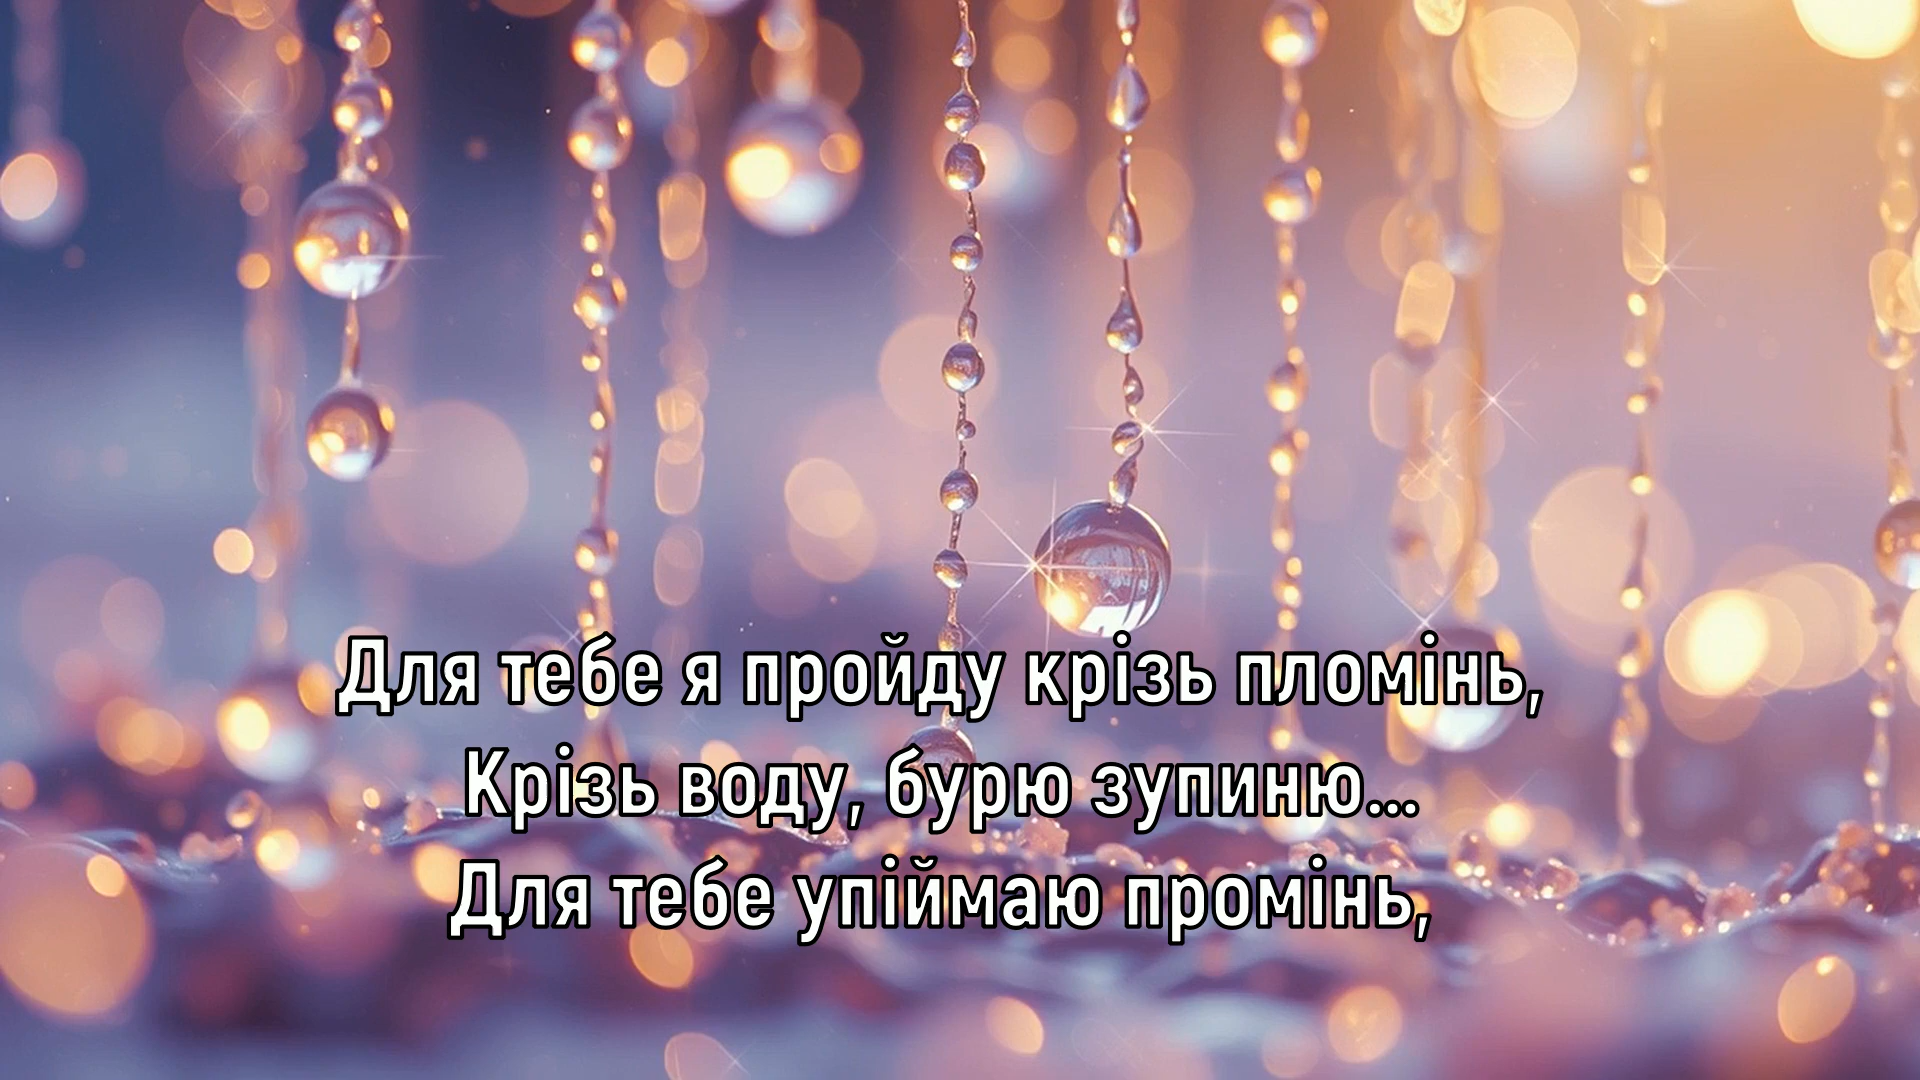 Для тебе я пройду крізь пломінь,
Крізь воду, бурю зупиню...
Для тебе упіймаю промінь,